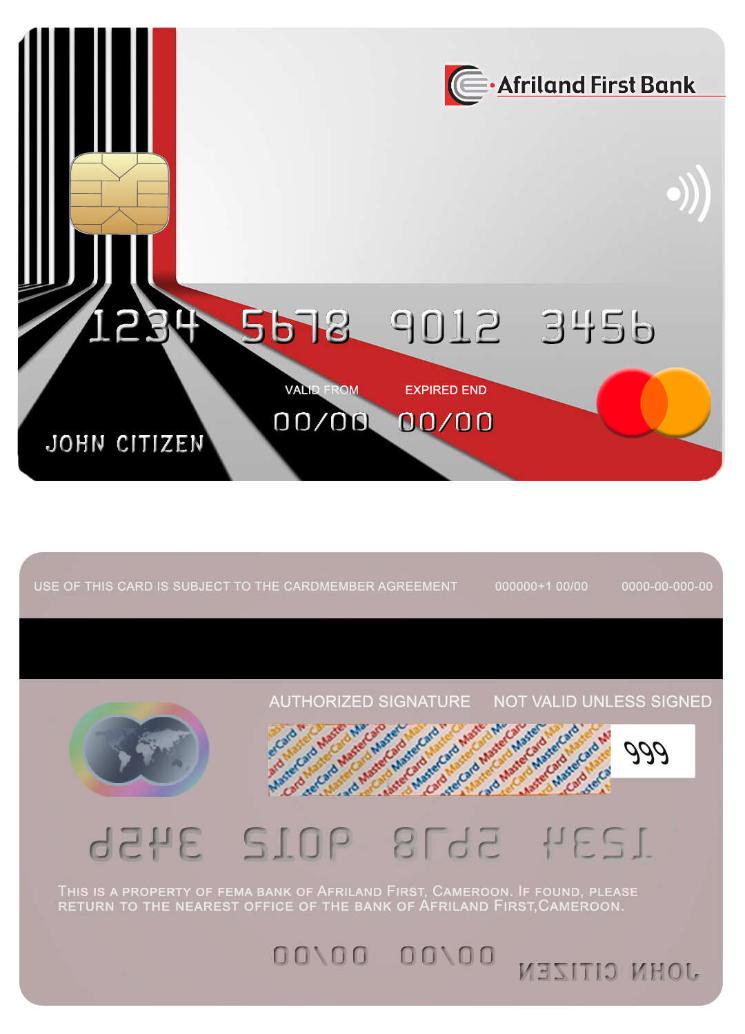 Afriland First Bank
1234 5678 9012 3456
VALID FROM EXPIRED END
00/00 00/00
JOHN CITIZEN
USE OF THIS CARD IS SUBJECT TO THE CARDMEMBER AGREEMENT 000000+1 00/00 0000-00-000-00
AUTHORIZED SIGNATURE NOT VALID UNLESS SIGNED
MasterCard MasterCard MasterCard MasterCard
999
1234 5678 9012 3456
THIS IS A PROPERTY OF FEMA BANK OF AFRILAND FIRST, CAMEROON. IF FOUND, PLEASE
RETURN TO THE NEAREST OFFICE OF THE BANK OF AFRILAND FIRST,CAMEROON.
00/00 00/00
JOHN CITIZEN